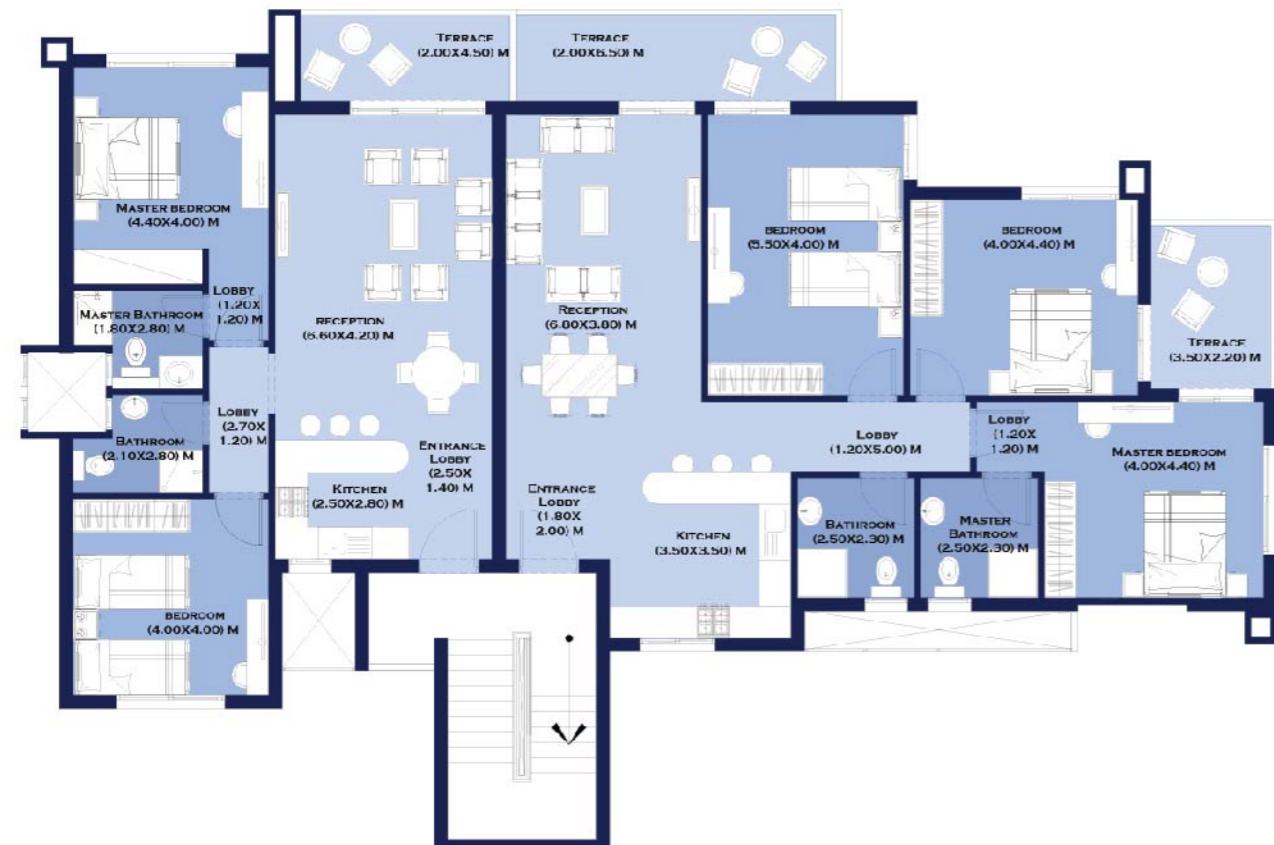 TERRACE
(2.00X4.50) M
TERRACE
(2.00X6.50) M
MASTER BEDROOM
(4.40X4.00) M
BEDROOM
(5.50X4.00) M
BEDROOM
(4.00X4.40) M
LOBBY
(1.20X
1.20) M
MASTER BATHROOM
(1.80X2.80) M
RECEPTION
(6.60X4.20) M
RECEPTION
(6.80X3.80) M
TERRACE
(3.50X2.20) M
LOBBY
(2.70X
1.20) M
BATHROOM
(2.10X2.80) M
ENTRANCE
LOBBY
(2.50X
1.40) M
LOBBY
(1.20X5.00) M
LOBBY
(1.20X
1.20) M
MASTER BEDROOM
(4.00X4.40) M
KITCHEN
(2.50X2.80) M
ENTRANCE
LOBBY
(1.80X
2.00) M
KITCHEN
(3.50X3.50) M
BATHROOM
(2.50X2.30) M
MASTER
BATHROOM
(2.50X2.30) M
BEDROOM
(4.00X4.00) M